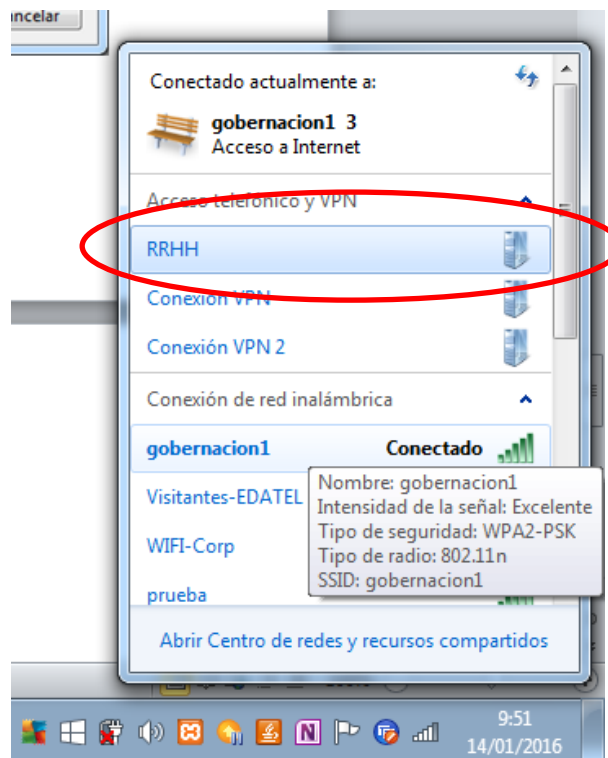 ancelar
Conectado actualmente a:
gobernacion1 3
Acceso a Internet
Acceso telefónico y VPN
RRHH
Conexión VPN
Conexión VPN 2
Conexión de red inalámbrica
gobernacion1 Conectado
Visitantes-EDATEL
WIFI-Corp
prueba
Nombre: gobernacion1
Intensidad de la señal: Excelente
Tipo de seguridad: WPA2-PSK
Tipo de radio: 802.11n
SSID: gobernacion1
Abrir Centro de redes y recursos compartidos
9:51
14/01/2016